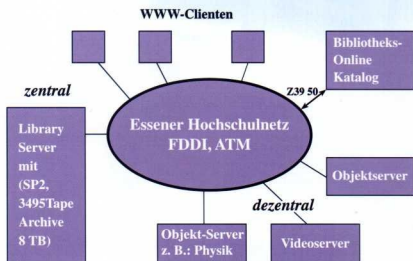 WWW-Clienten
Bibliotheks-
Online
Katalog
Z39 50
zentral
Essener Hochschulnetz
FDDI, ATM
Library
Server
mit
(SP2,
3495Tape
Archive
8 TB)
Objektserver
dezentral
Objekt-Server
z. B.: Physik
Videoserver